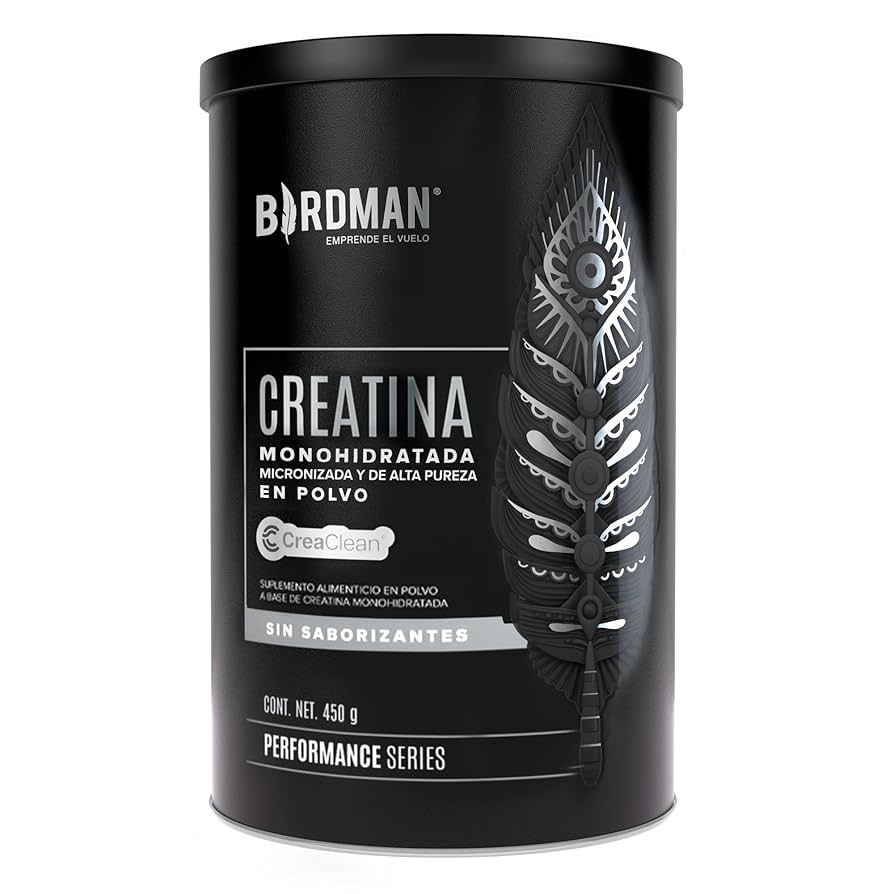 BIRDMAN®
EMPRENDE EL VUELO
CREATINA
MONOHIDRATADA
MICRONIZADA Y DE ALTA PUREZA
EN POLVO
CreaClean®
SUPLEMENTO ALIMENTICIO EN POLVO
A BASE DE CREATINA MONOHIDRATADA
SIN SABORIZANTES
CONT. NET. 450 g
PERFORMANCE SERIES